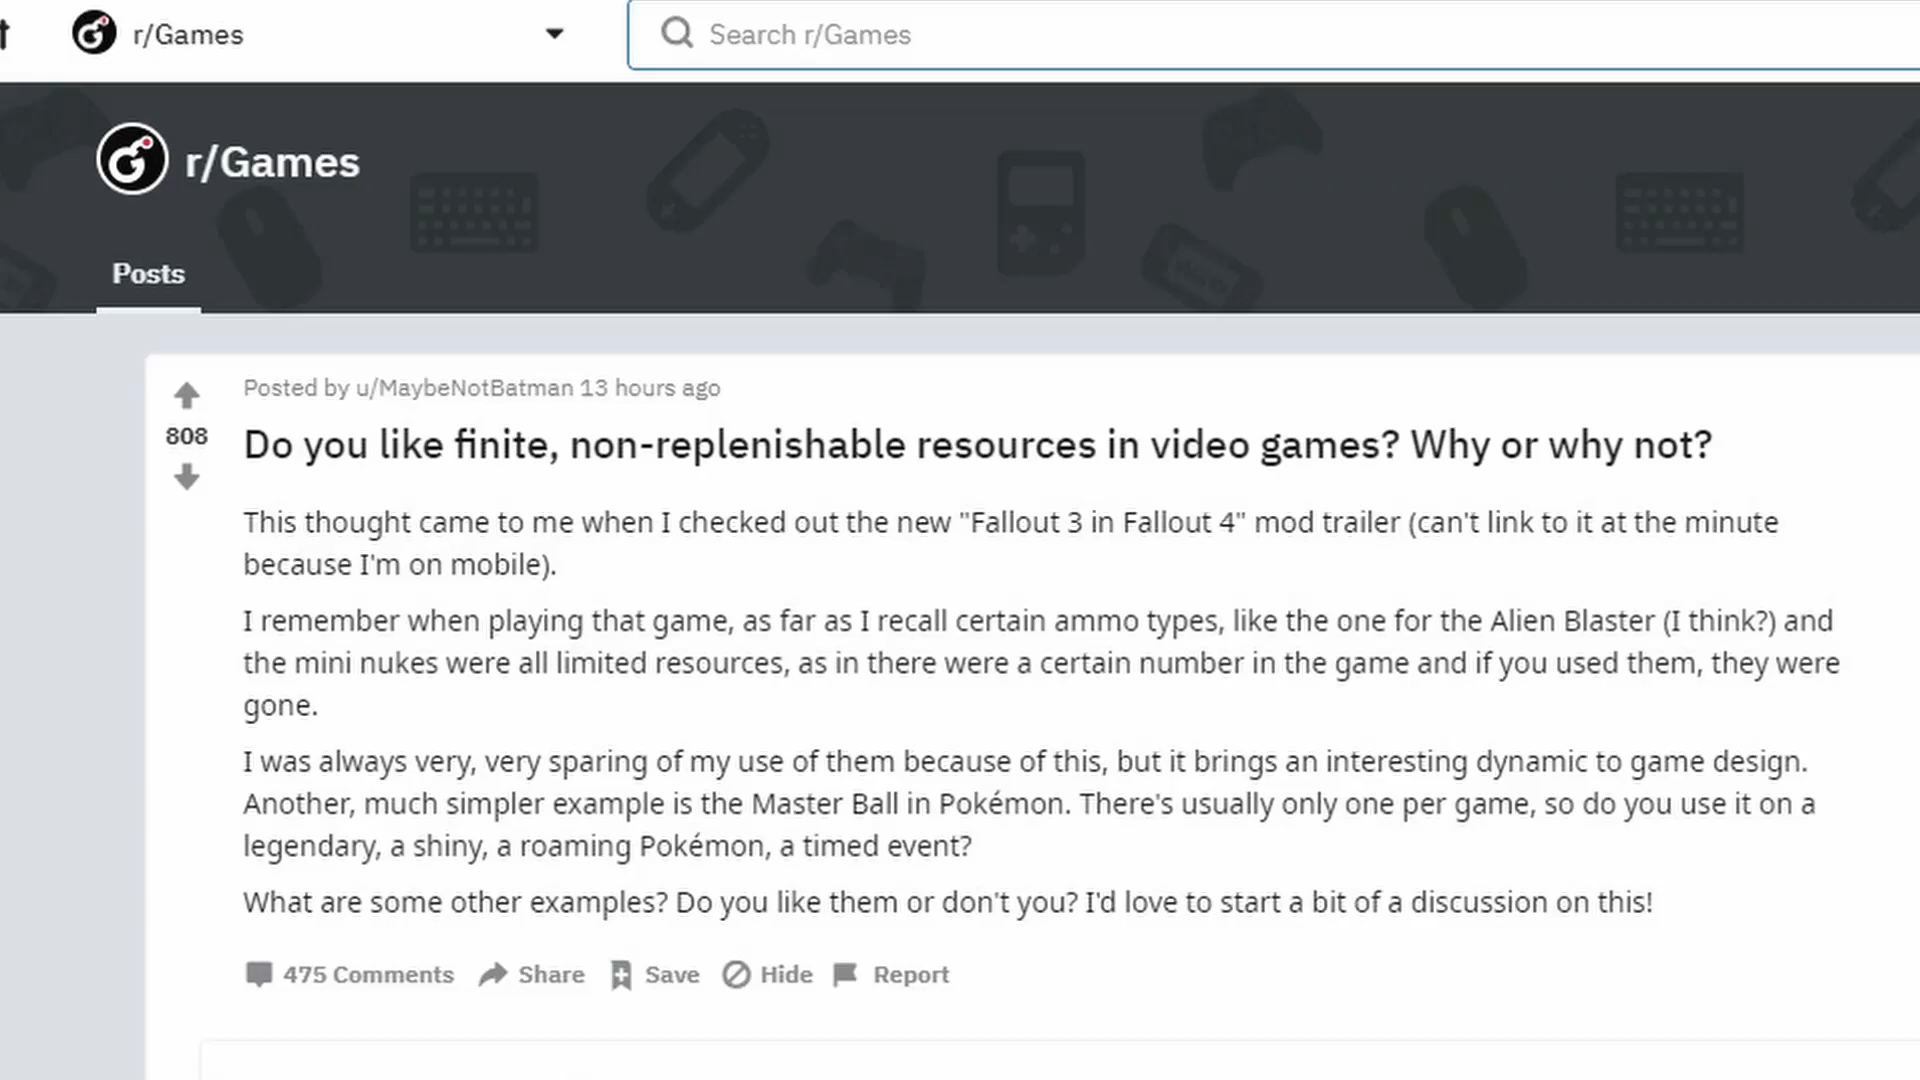 t r/Games Search r/Games
r/Games
Posts
Posted by u/MaybeNotBatman 13 hours ago
808
Do you like finite, non-replenishable resources in video games? Why or why not?
This thought came to me when I checked out the new "Fallout 3 in Fallout 4" mod trailer (can't link to it at the minute
because I'm on mobile).
I remember when playing that game, as far as I recall certain ammo types, like the one for the Alien Blaster (I think?) and
the mini nukes were all limited resources, as in there were a certain number in the game and if you used them, they were
gone.
I was always very, very sparing of my use of them because of this, but it brings an interesting dynamic to game design.
Another, much simpler example is the Master Ball in Pokémon. There's usually only one per game, so do you use it on a
legendary, a shiny, a roaming Pokémon, a timed event?
What are some other examples? Do you like them or don't you? I'd love to start a bit of a discussion on this!
475 Comments Share Save Hide Report